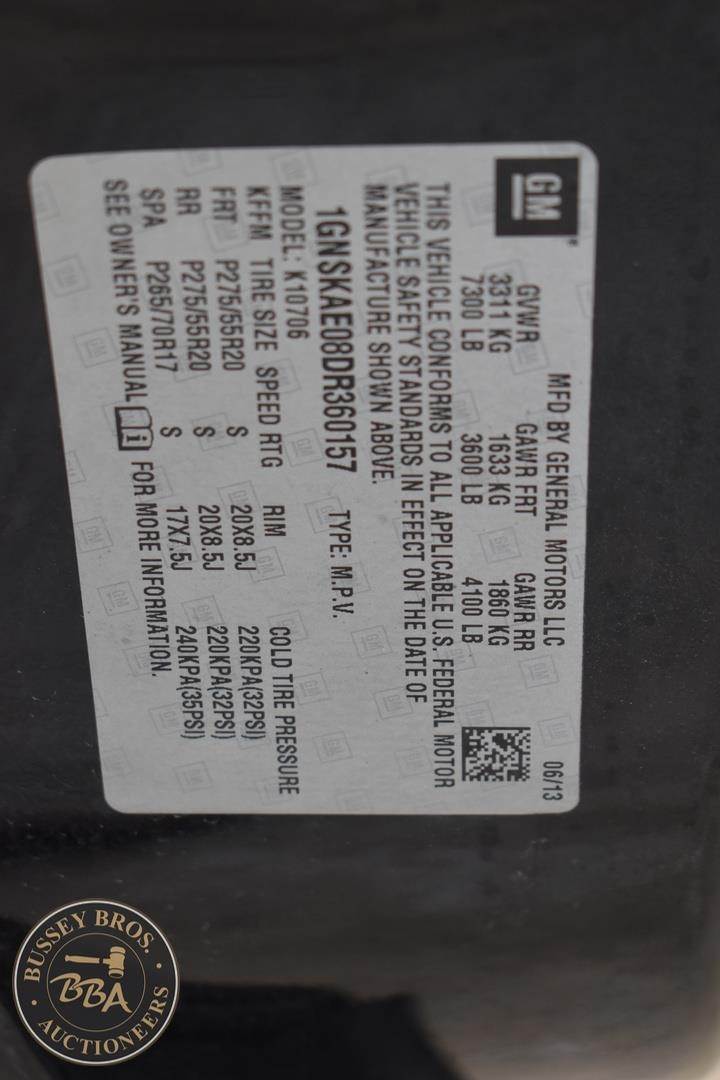 GM
MFD BY GENERAL MOTORS LLC 06/13
GVWR GAWR FRT GAWR RR
3311 KG 1633 KG 1860 KG
7300 LB 3600 LB 4100 LB
THIS VEHICLE CONFORMS TO ALL APPLICABLE U.S. FEDERAL MOTOR
VEHICLE SAFETY STANDARDS IN EFFECT ON THE DATE OF
MANUFACTURE SHOWN ABOVE.
1GNSKAE08DR360157 TYPE: M.P.V.
MODEL: K10706
KFFM TIRE SIZE SPEED RTG RIM COLD TIRE PRESSURE
FRT P275/55R20 S 20X8.5J 220KPA(32PSI)
RR P275/55R20 S 20X8.5J 220KPA(32PSI)
SPA P265/70R17 S 17X7.5J 240KPA(35PSI)
SEE OWNER'S MANUAL i FOR MORE INFORMATION.
BUSSEY BROS.
BBA
AUCTIONEERS